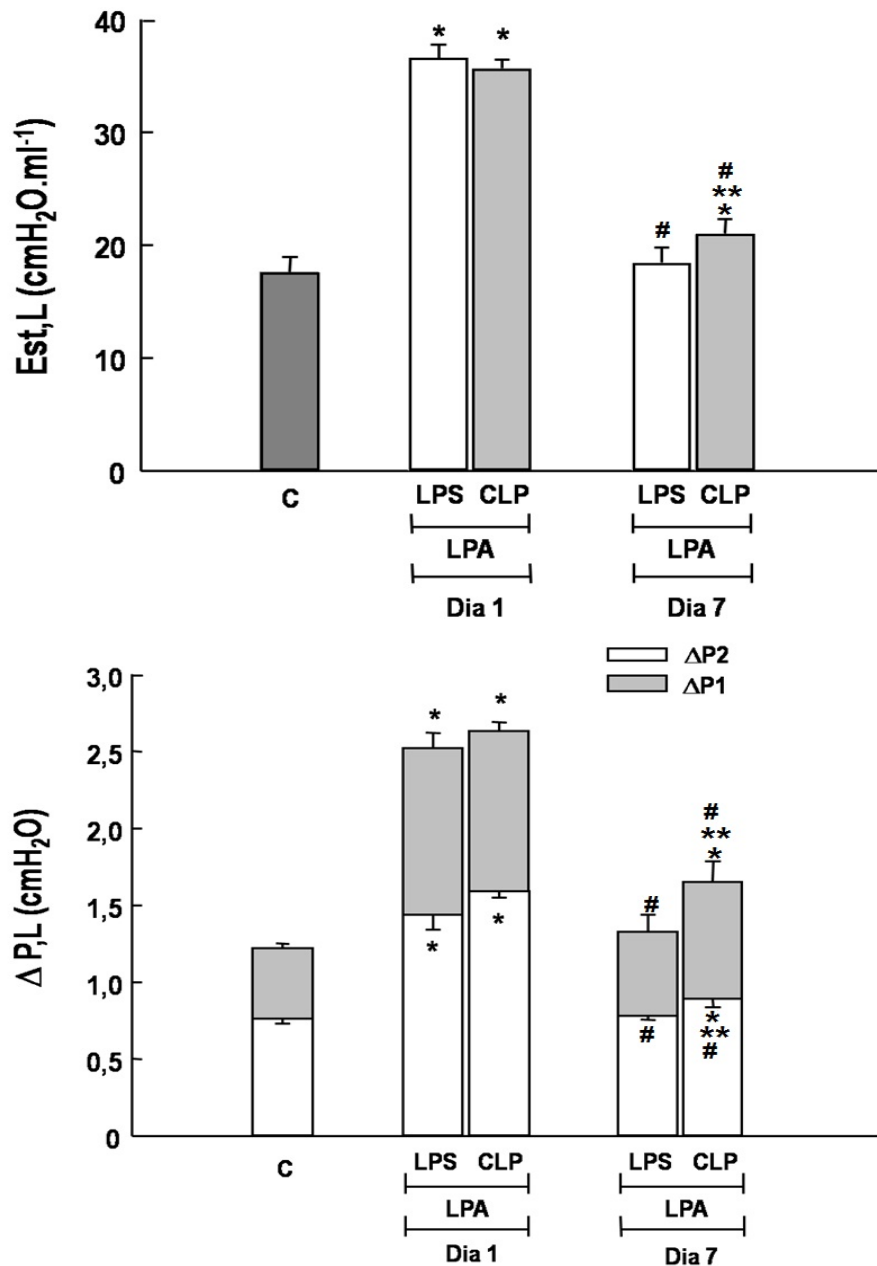 Est,L (cmH₂O.ml⁻¹)
40
30
20
10
0
* *
#
#
**
*
C
LPS CLP
LPA
Dia 1
LPS CLP
LPA
Dia 7
ΔP2
ΔP1
Δ P,L (cmH₂O)
3,0
2,5
2,0
1,5
1,0
0,5
0
* *
* *
#
#
#
**
*
*
**
#
C
LPS CLP
LPA
Dia 1
LPS CLP
LPA
Dia 7